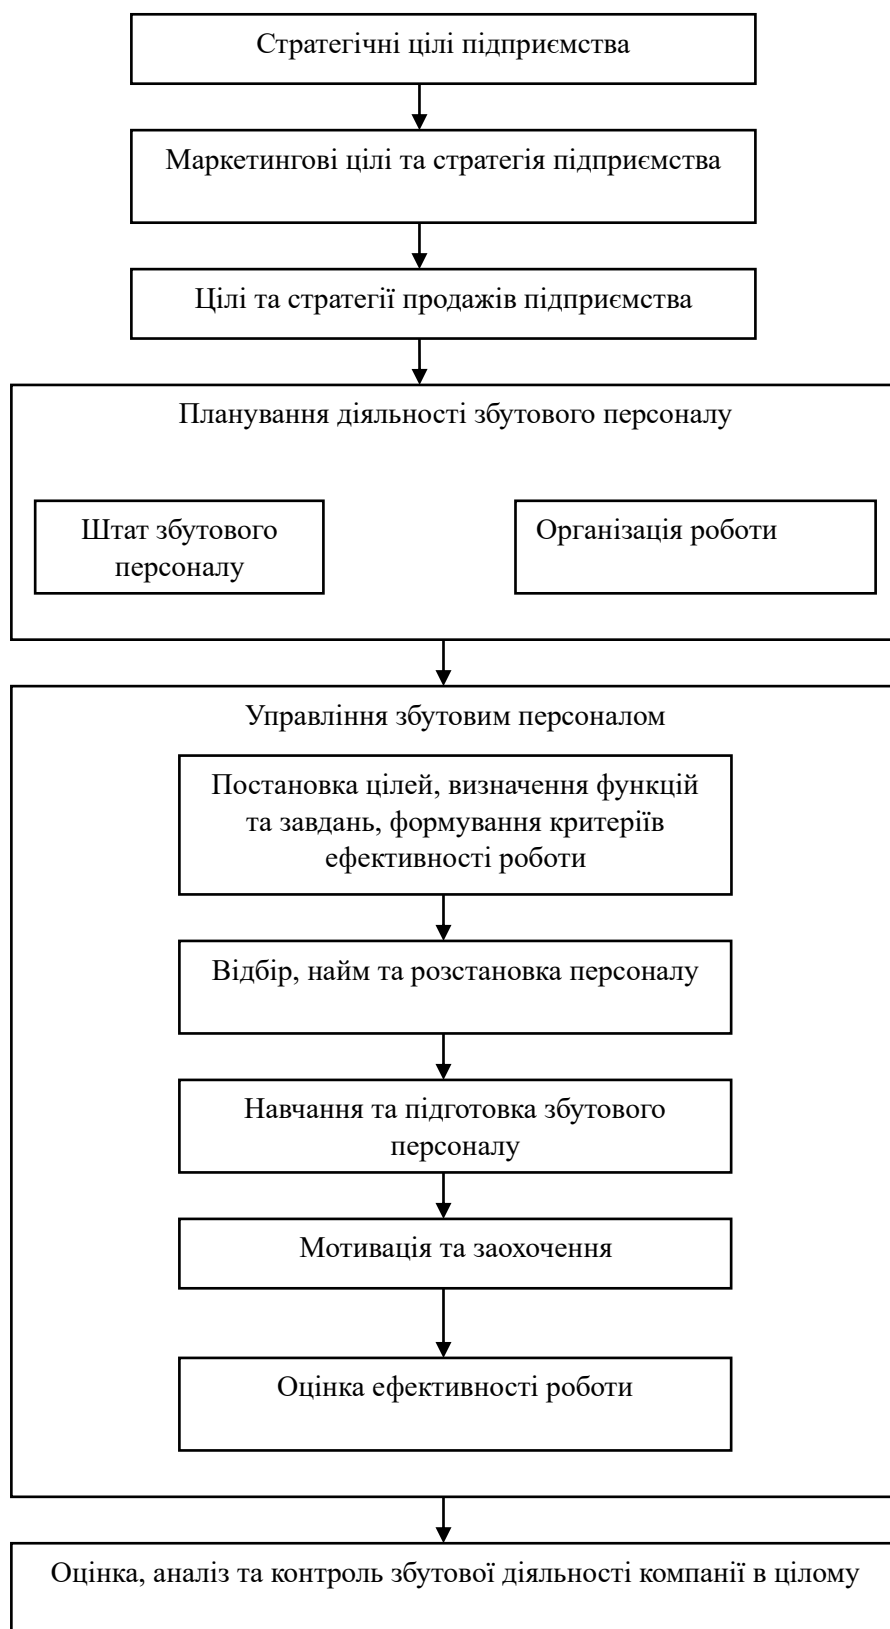 Стратегічні цілі підприємства
Маркетингові цілі та стратегія підприємства
Цілі та стратегії продажів підприємства
Планування діяльності збутового персоналу
Штат збутового
персоналу
Організація роботи
Управління збутовим персоналом
Постановка цілей, визначення функцій
та завдань, формування критеріїв
ефективності роботи
Відбір, найм та розстановка персоналу
Навчання та підготовка збутового
персоналу
Мотивація та заохочення
Оцінка ефективності роботи
Оцінка, аналіз та контроль збутової діяльності компанії в цілому